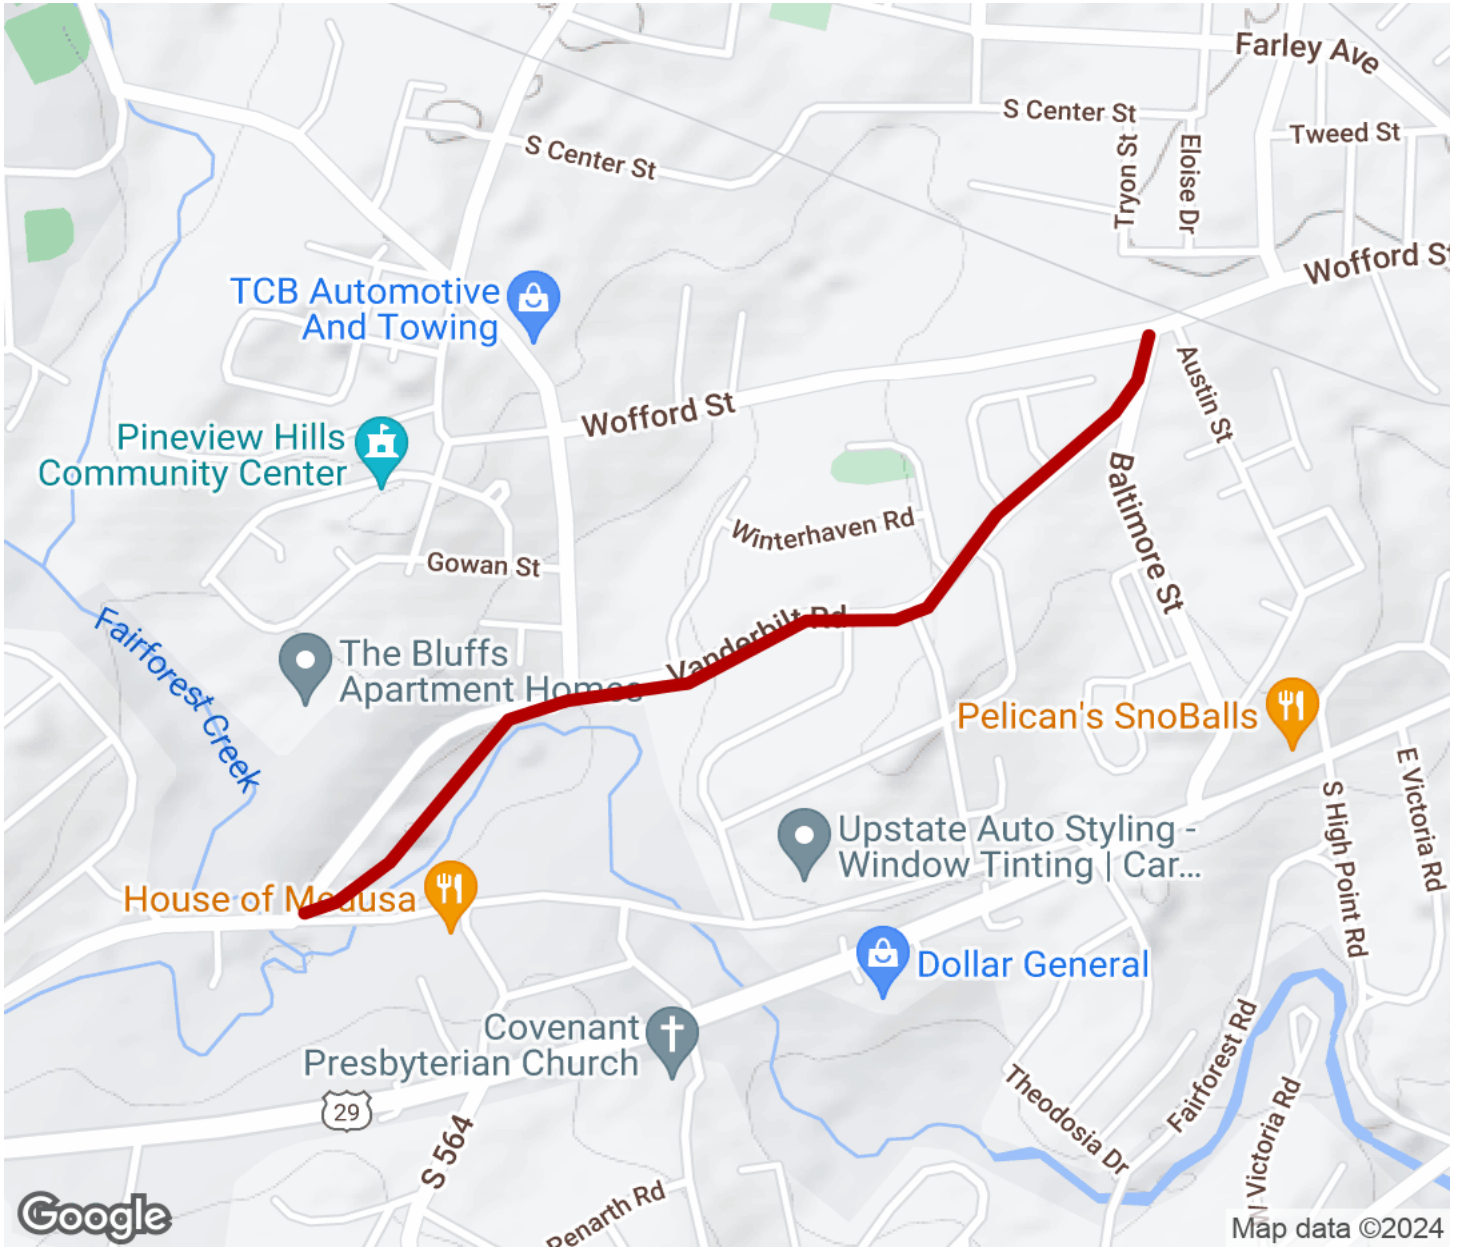 Farley Ave
S Center St
Tweed St
S Center St
Tryon St
Eloise Dr
Wofford St
TCB Automotive
And Towing
Austin St
Wofford St
Pineview Hills
Community Center
Baltimore St
Winterhaven Rd
Gowan St
Fairforest Creek
Vanderbilt Rd
The Bluffs
Apartment Homes
Pelican's SnoBalls
E Victoria Rd
S High Point Rd
Upstate Auto Styling -
Window Tinting | Car...
House of Medusa
Dollar General
Covenant
Presbyterian Church
29
Fairforest Rd
Theodosia Dr
N Victoria Rd
S 564
Penarth Rd
Google
Map data ©2024